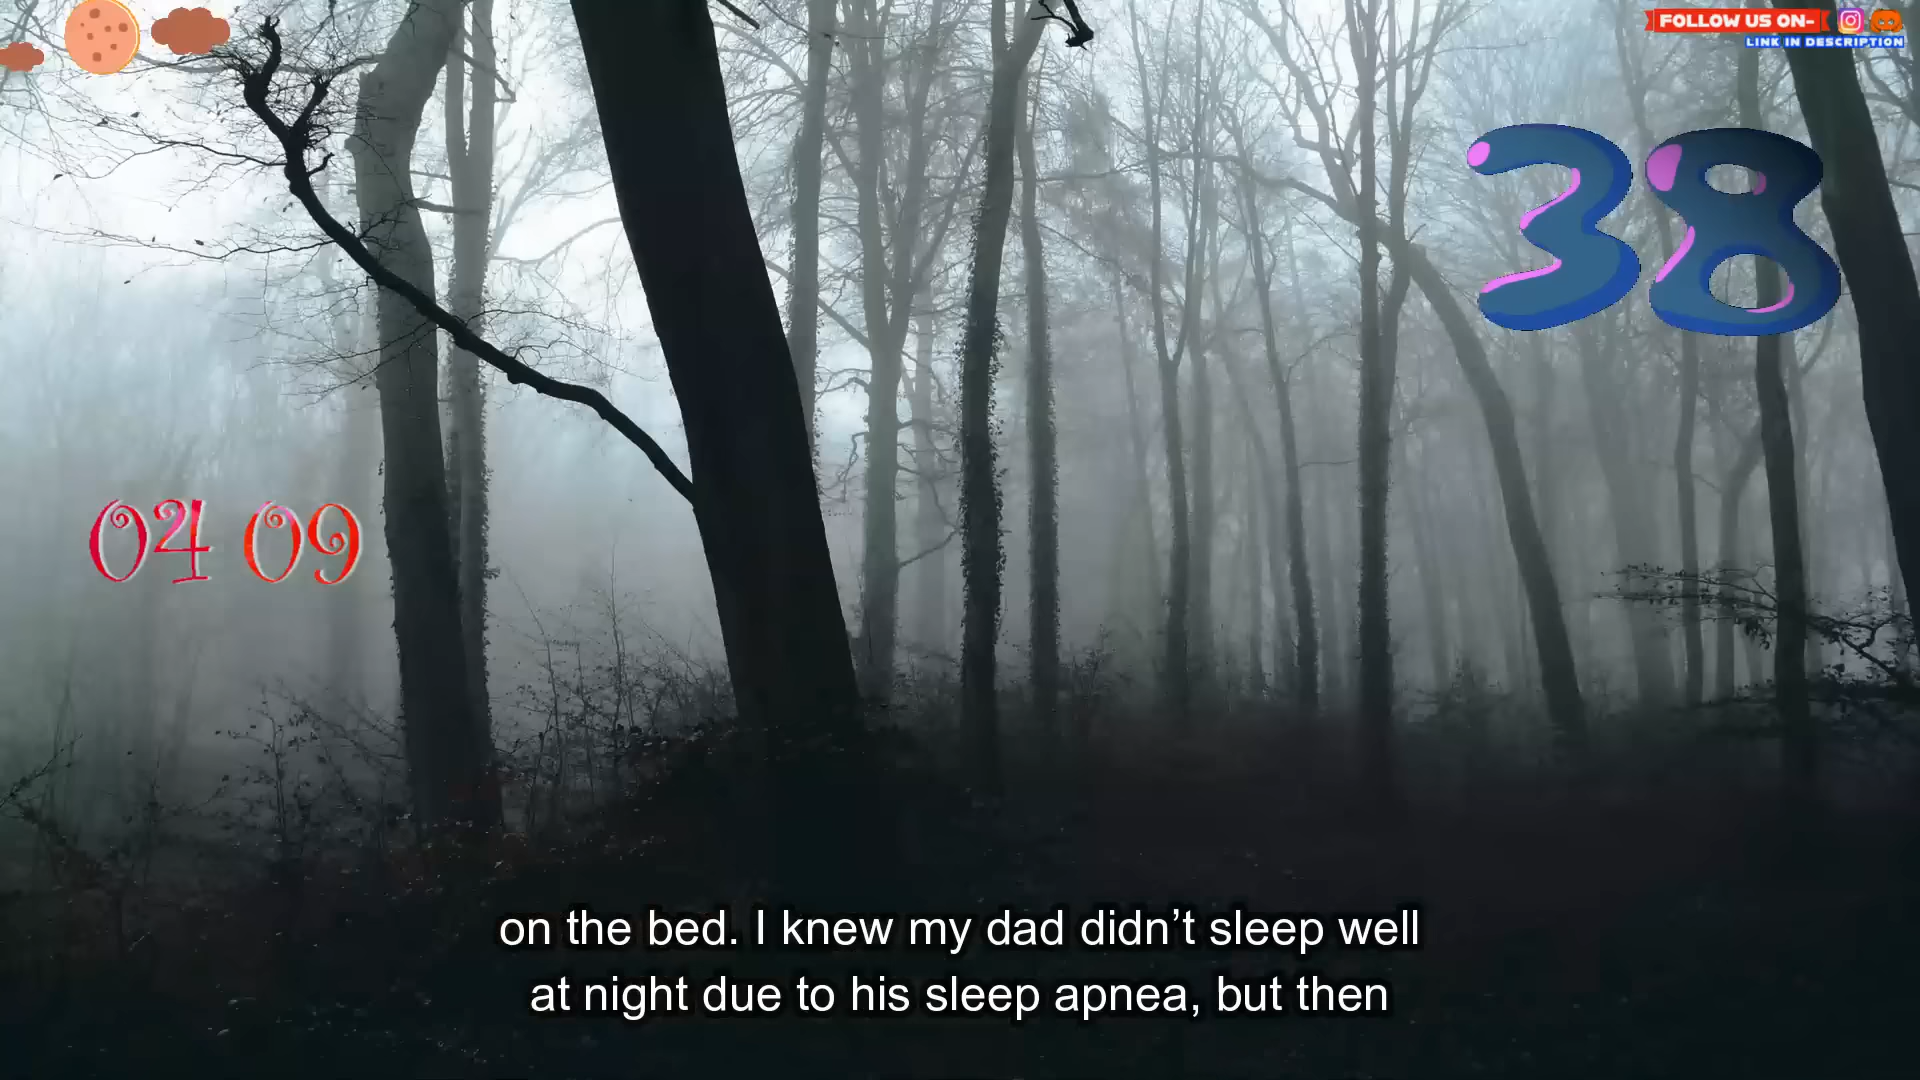 FOLLOW US ON-
LINK IN DESCRIPTION
38
04 09
on the bed. I knew my dad didn’t sleep well
at night due to his sleep apnea, but then